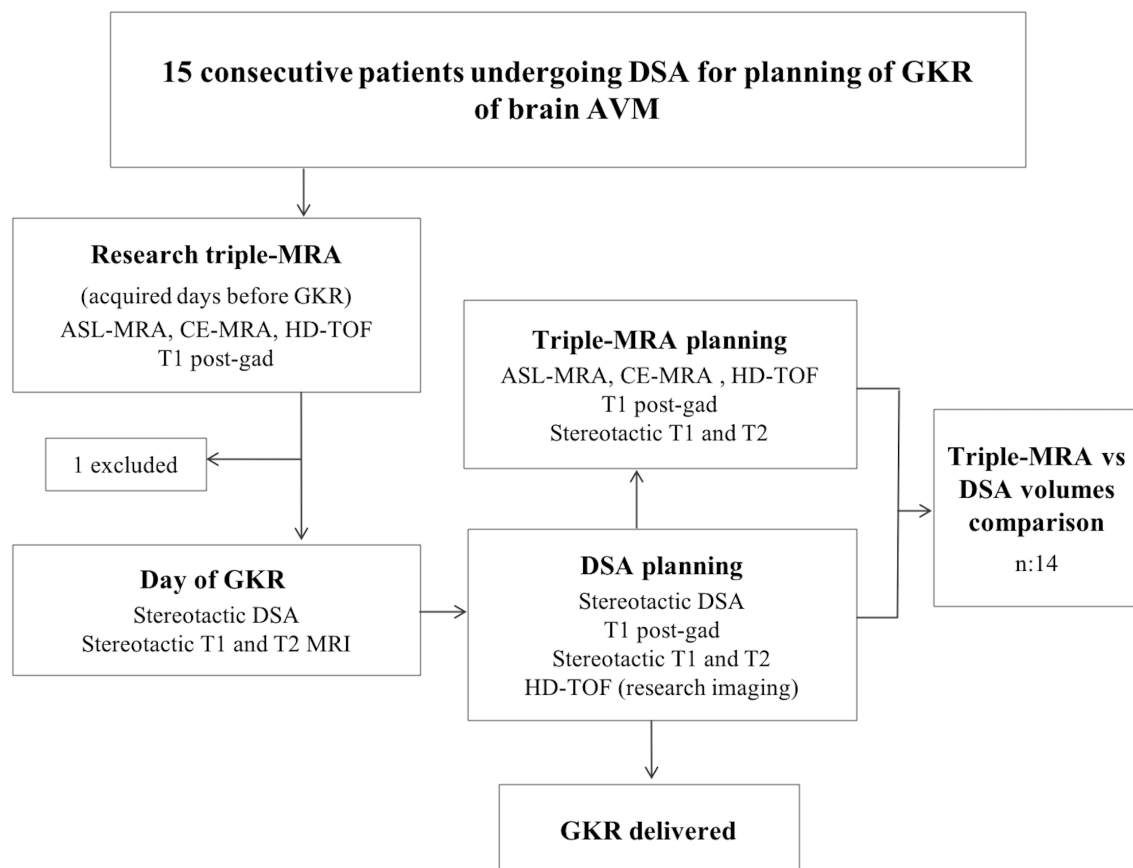 15 consecutive patients undergoing DSA for planning of GKR
of brain AVM
Research triple-MRA
(acquired days before GKR)
ASL-MRA, CE-MRA, HD-TOF
T1 post-gad
1 excluded
Day of GKR
Stereotactic DSA
Stereotactic T1 and T2 MRI
Triple-MRA planning
ASL-MRA, CE-MRA , HD-TOF
T1 post-gad
Stereotactic T1 and T2
DSA planning
Stereotactic DSA
T1 post-gad
Stereotactic T1 and T2
HD-TOF (research imaging)
Triple-MRA vs
DSA volumes
comparison
n:14
GKR delivered